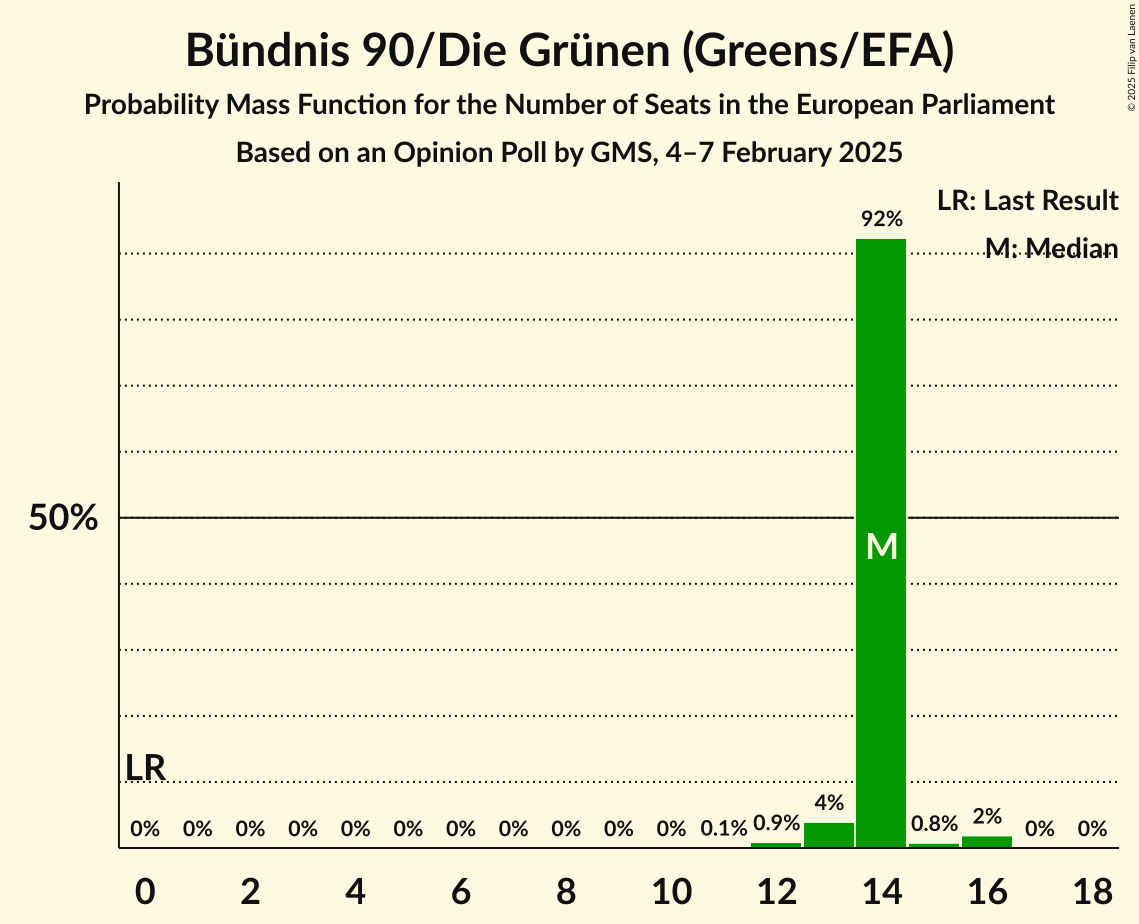 Bündnis 90/Die Grünen (Greens/EFA)
Probability Mass Function for the Number of Seats in the European Parliament
Based on an Opinion Poll by GMS, 4–7 February 2025
© 2025 Filip van Laenen
LR: Last Result
M: Median
92%
50%
M
LR
0% 0% 0% 0% 0% 0% 0% 0% 0% 0% 0% 0.1% 0.9% 4% 0.8% 2% 0% 0%
0 2 4 6 8 10 12 14 16 18